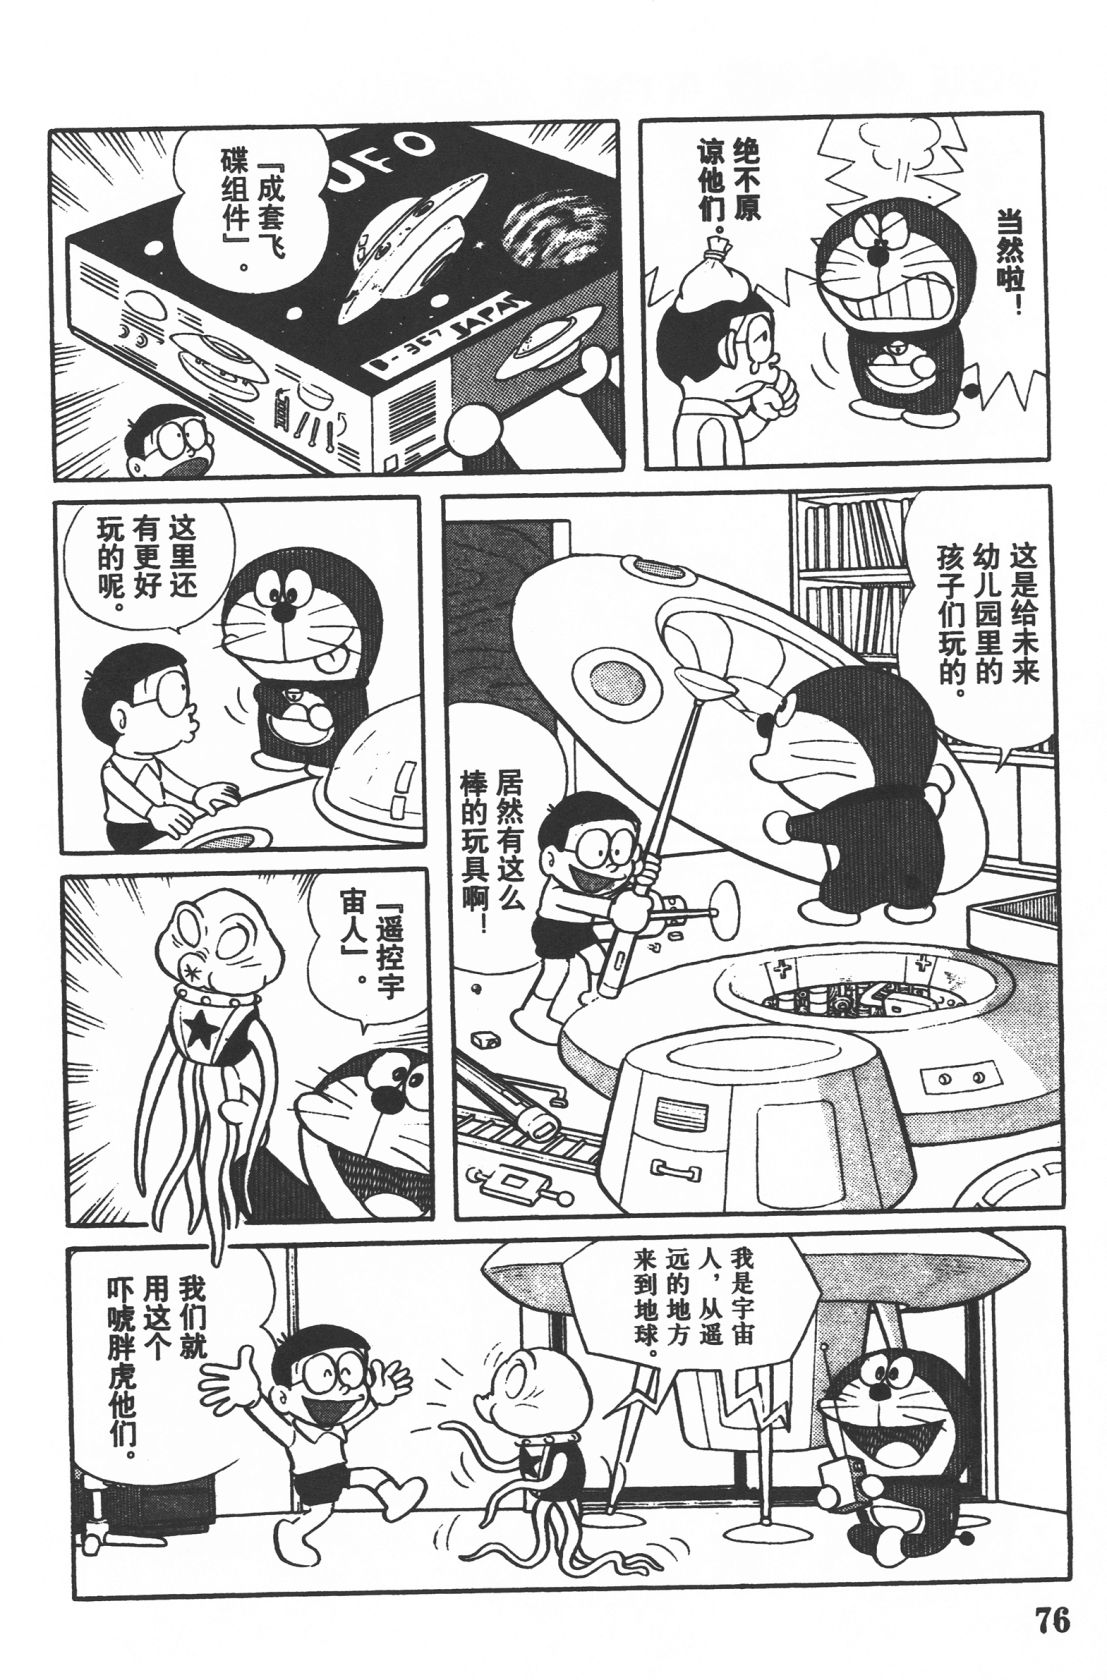 当然啦！
绝不原
谅他们。
『成套飞
碟组件』。
UFO
B-367 JAPAN
这是给未来
幼儿园里的
孩子们玩的。
居然有这么
棒的玩具啊！
这里还
有更好
玩的呢。
『遥控宇
宙人』。
我是宇宙
人，从遥
远的地方
来到地球。
我们就
用这个
吓唬胖虎他们。
76